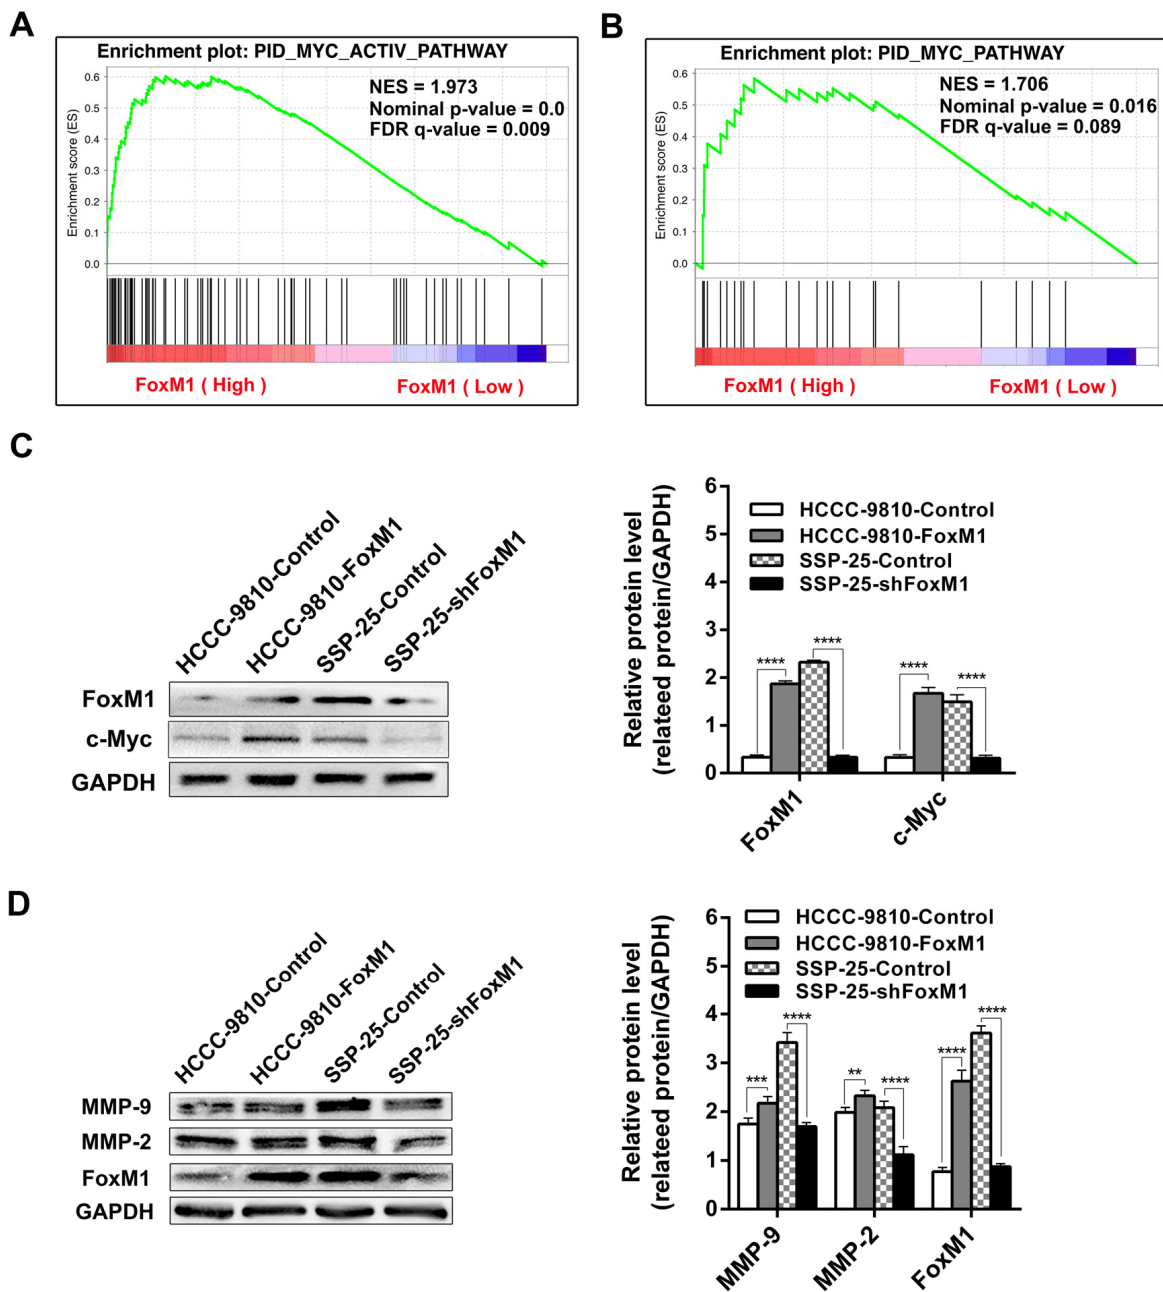 A
Enrichment plot: PID_MYC_ACTIV_PATHWAY
NES = 1.973
Nominal p-value = 0.0
FDR q-value = 0.009
Enrichment score (ES)
0.6
0.5
0.4
0.3
0.2
0.1
0.0
FoxM1 ( High )
FoxM1 ( Low )
B
Enrichment plot: PID_MYC_PATHWAY
NES = 1.706
Nominal p-value = 0.016
FDR q-value = 0.089
Enrichment score (ES)
0.6
0.5
0.4
0.3
0.2
0.1
0.0
FoxM1 ( High )
FoxM1 ( Low )
C
HCCC-9810-Control
HCCC-9810-FoxM1
SSP-25-Control
SSP-25-shFoxM1
FoxM1
c-Myc
GAPDH
Relative protein level
(relateed protein/GAPDH)
6
5
4
3
2
1
0
HCCC-9810-Control
HCCC-9810-FoxM1
SSP-25-Control
SSP-25-shFoxM1
****
****
****
****
FoxM1
c-Myc
D
HCCC-9810-Control
HCCC-9810-FoxM1
SSP-25-Control
SSP-25-shFoxM1
MMP-9
MMP-2
FoxM1
GAPDH
Relative protein level
(relateed protein/GAPDH)
6
5
4
3
2
1
0
HCCC-9810-Control
HCCC-9810-FoxM1
SSP-25-Control
SSP-25-shFoxM1
***
****
**
****
****
****
MMP-9
MMP-2
FoxM1